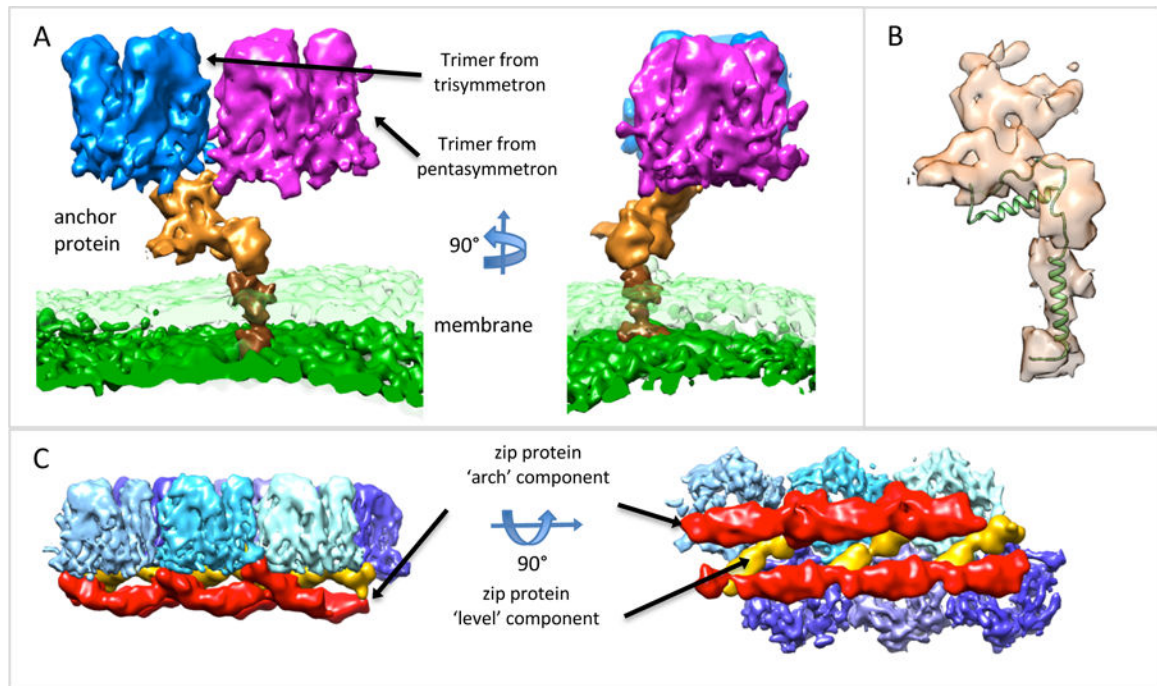 A
Trimer from
trisymmetron
Trimer from
pentasymmetron
anchor
protein
90°
membrane
B
C
zip protein
‘arch’ component
90°
zip protein
‘level’ component